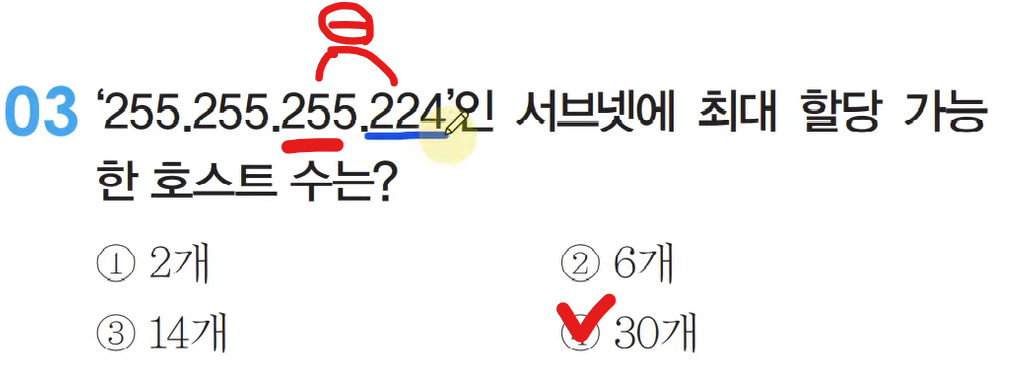 03 '255.255.255.224'인 서브넷에 최대 할당 가능
한 호스트 수는?
① 2개 ② 6개
③ 14개 ④ 30개